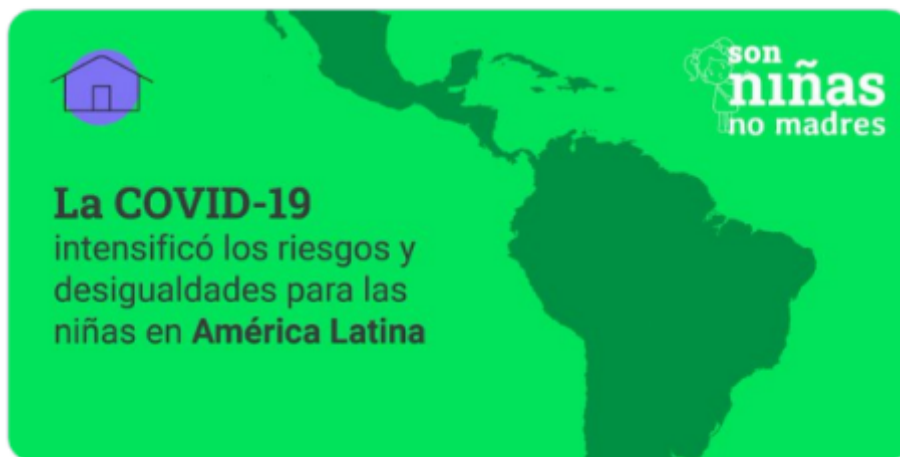 son
niñas
no madres
La COVID-19
intensificó los riesgos y
desigualdades para las
niñas en América Latina